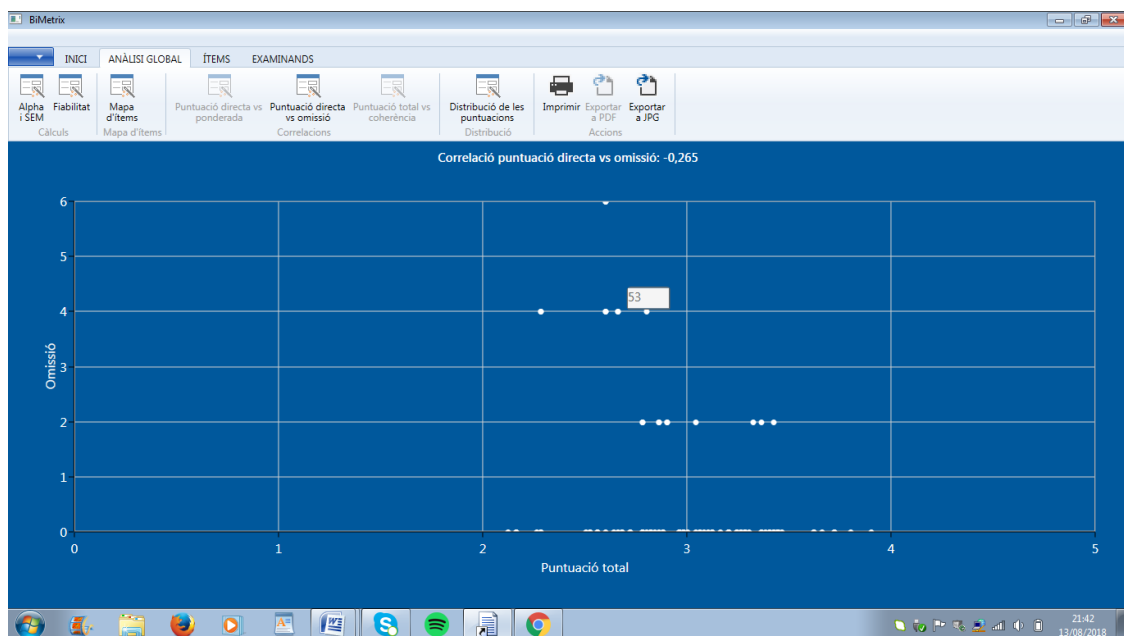 BiMetrix
INICI ANÀLISI GLOBAL ÍTEMS EXAMINANDS
Alpha i SEM
Fiabilitat
Mapa d'ítems
Puntuació directa vs ponderada
Puntuació directa vs omissió
Puntuació total vs coherència
Distribució de les puntuacions
Imprimir
Exportar a PDF
Exportar a JPG
Càlculs Mapa d'ítems Correlacions Distribució Accions
Correlació puntuació directa vs omissió: -0,265
6
5
53
4
Omissió
3
2
1
0
0 1 2 3 4 5
Puntuació total
21:42
13/08/2018